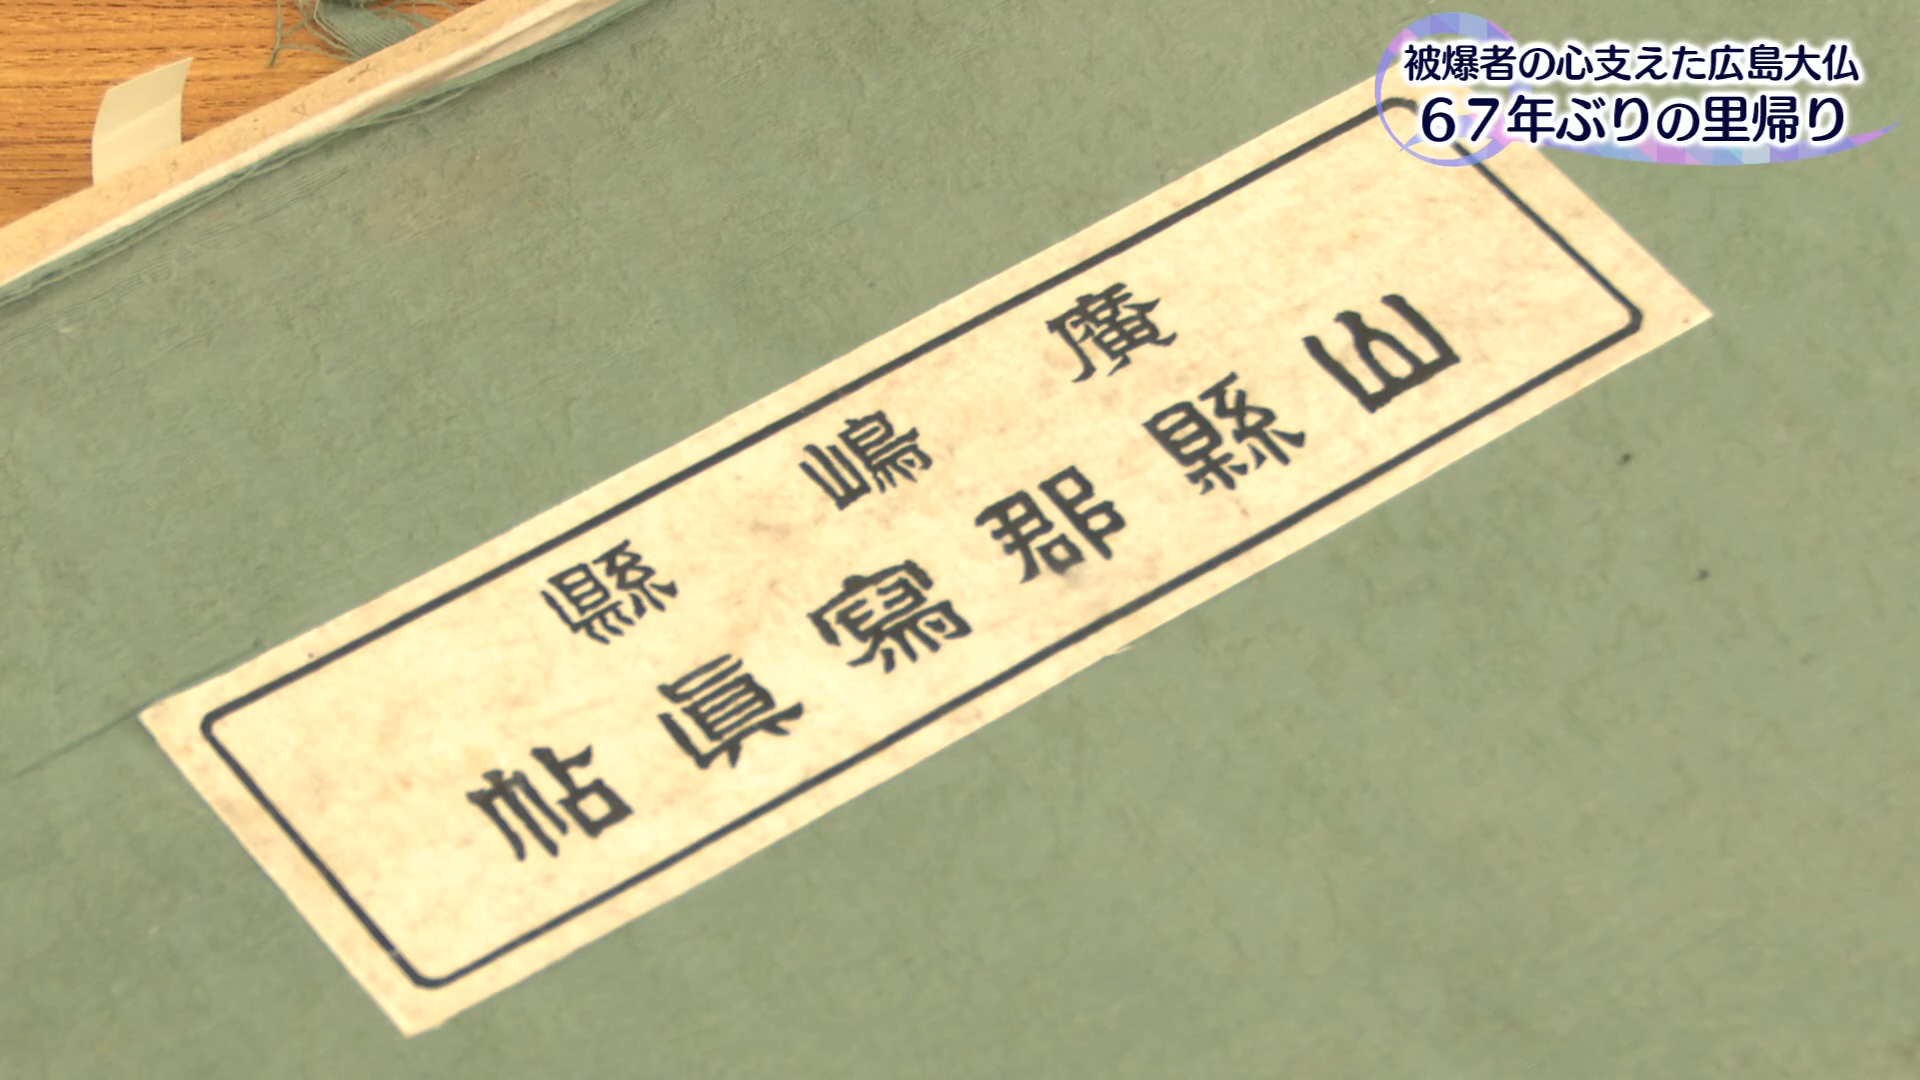 被爆者の心支えた広島大仏
６７年ぶりの里帰り
廣嶋縣
山縣郡寫眞帖